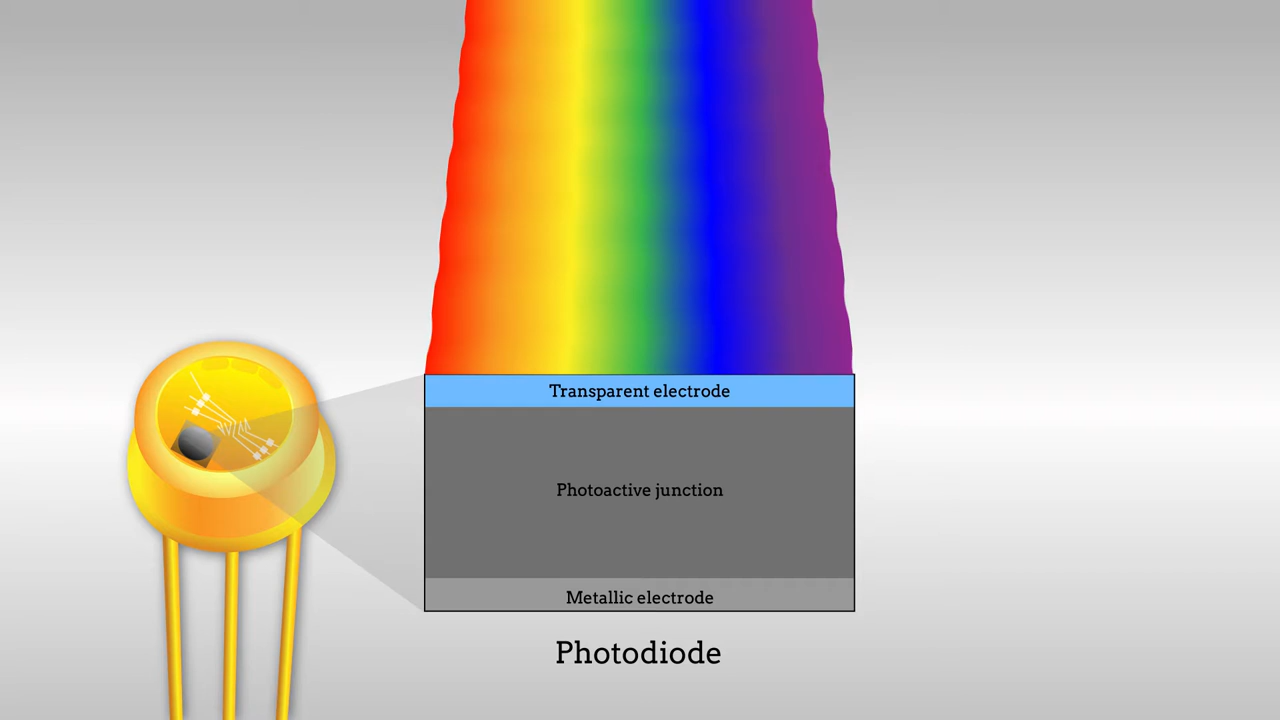 Transparent electrode
Photoactive junction
Metallic electrode
Photodiode